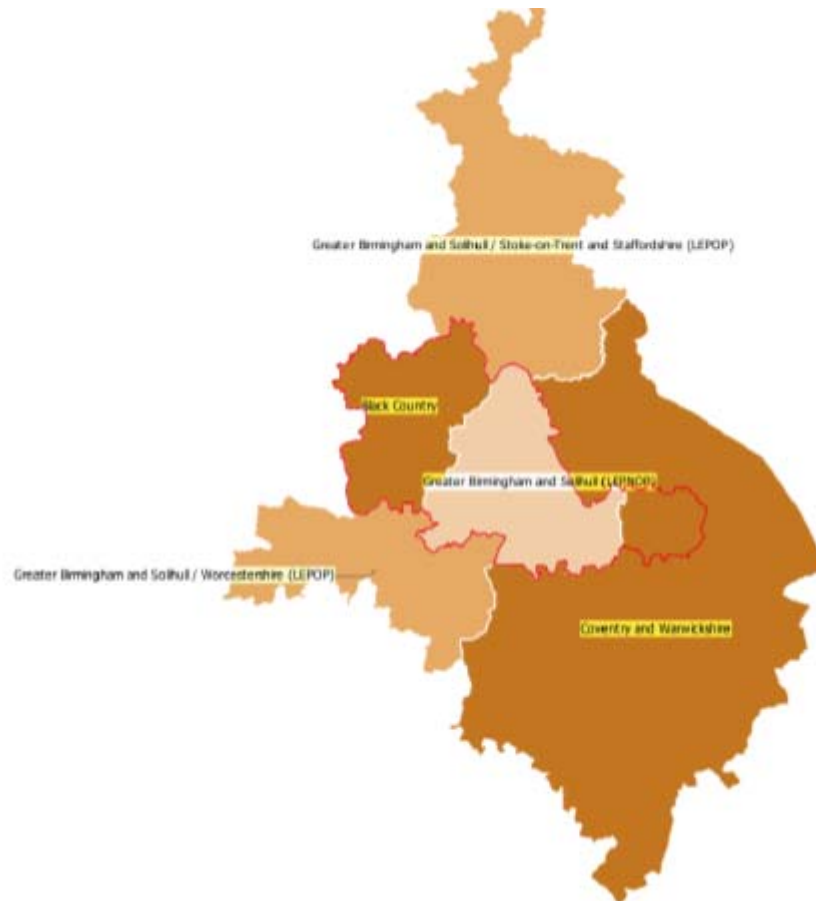 Greater Birmingham and Solihull / Stoke-on-Trent and Staffordshire (LEPOP)
Black Country
Greater Birmingham and Solihull (LEPNOP)
Greater Birmingham and Solihull / Worcestershire (LEPOP)
Coventry and Warwickshire